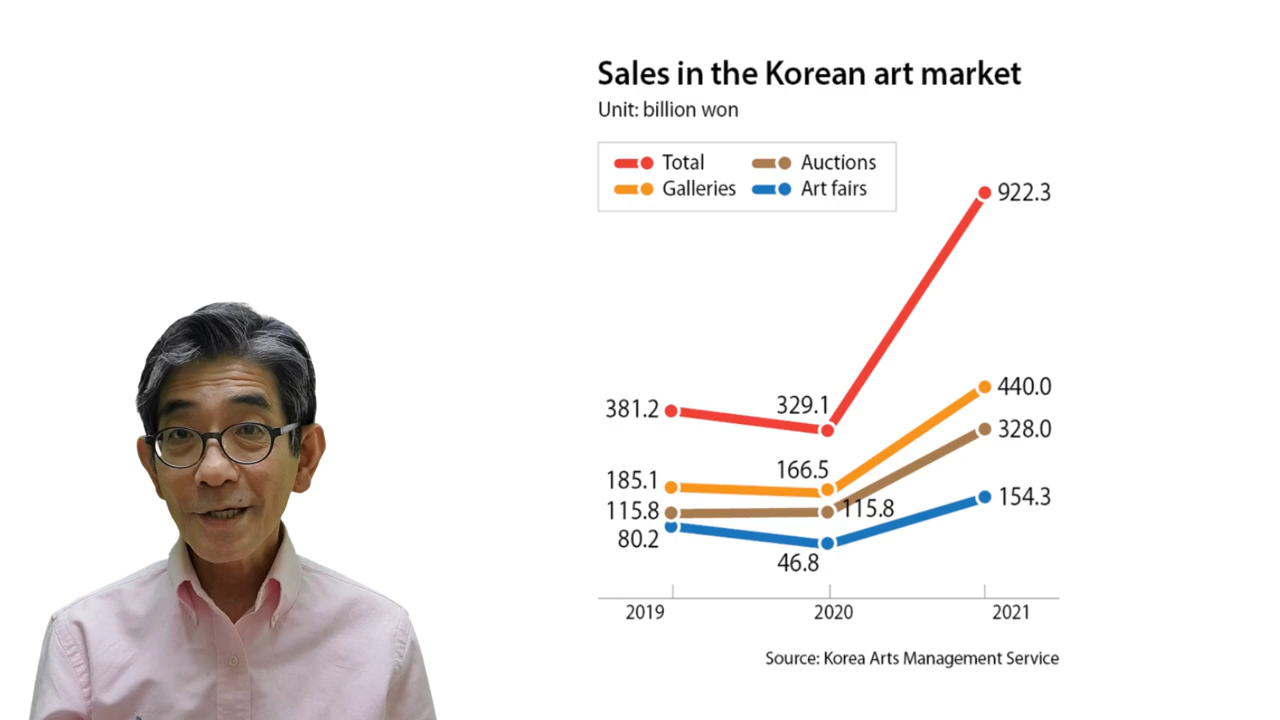 Sales in the Korean art market
Unit: billion won
Total
Auctions
Galleries
Art fairs
922.3
440.0
381.2
329.1
328.0
185.1
166.5
154.3
115.8
115.8
80.2
46.8
2019
2020
2021
Source: Korea Arts Management Service